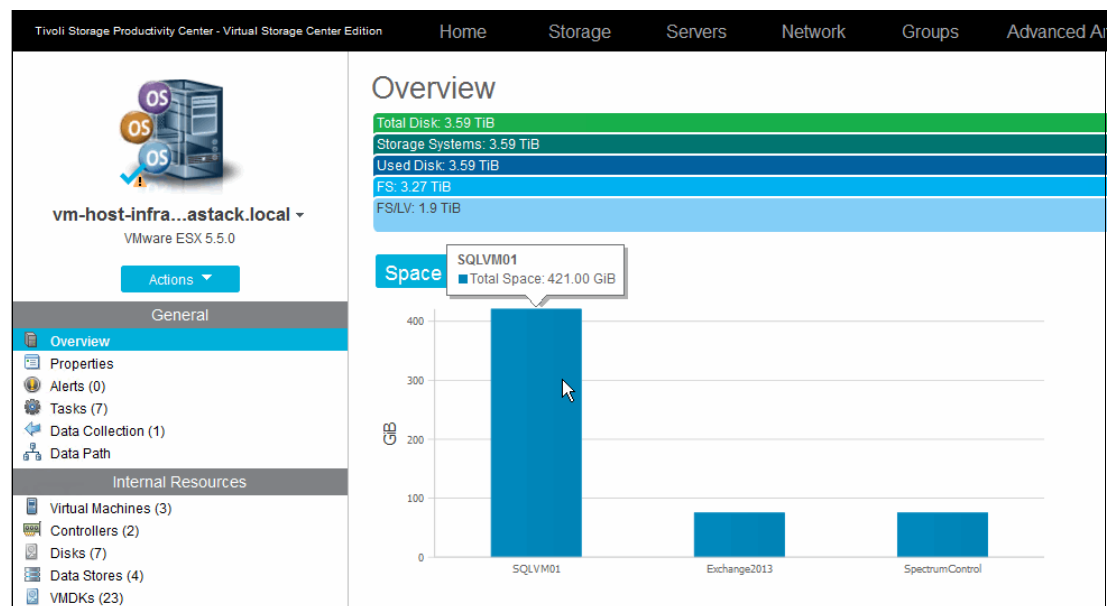 Tivoli Storage Productivity Center - Virtual Storage Center Edition Home Storage Servers Network Groups Advanced
OS
OS
OS
vm-host-infra...astack.local
VMware ESX 5.5.0
Actions
General
Overview
Properties
Alerts (0)
Tasks (7)
Data Collection (1)
Data Path
Internal Resources
Virtual Machines (3)
Controllers (2)
Disks (7)
Data Stores (4)
VMDKs (23)
Overview
Total Disk: 3.59 TiB
Storage Systems: 3.59 TiB
Used Disk: 3.59 TiB
FS: 3.27 TiB
FS/LV: 1.9 TiB
Space
SQLVM01
Total Space: 421.00 GiB
GiB
400
300
200
100
0
SQLVM01 Exchange2013 SpectrumControl